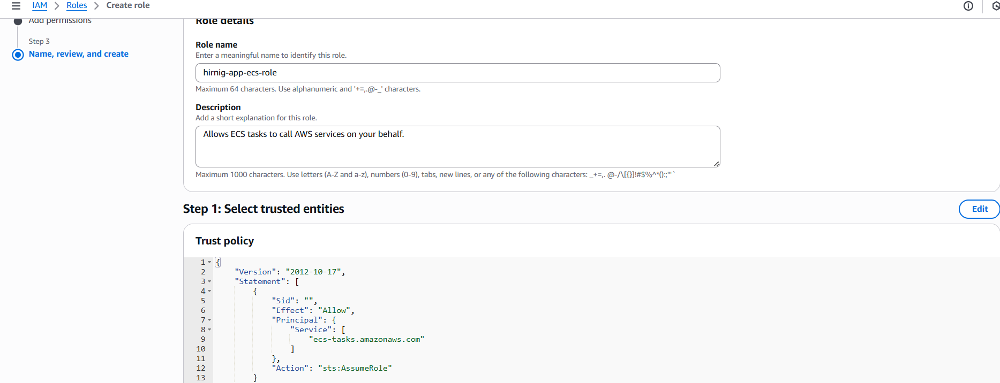 IAM > Roles > Create role
Add permissions
Step 3
Name, review, and create
Role details
Role name
Enter a meaningful name to identify this role.
hirnig-app-ecs-role
Maximum 64 characters. Use alphanumeric and '+=,.@-_' characters.
Description
Add a short explanation for this role.
Allows ECS tasks to call AWS services on your behalf.
Maximum 1000 characters. Use letters (A-Z and a-z), numbers (0-9), tabs, new lines, or any of the following characters: _+=,. @-/\[{}]!#$%^*();:"'`
Step 1: Select trusted entities
Edit
Trust policy
1 {
2 "Version": "2012-10-17",
3 "Statement": [
4 {
5 "Sid": "",
6 "Effect": "Allow",
7 "Principal": {
8 "Service": [
9 "ecs-tasks.amazonaws.com"
10 ]
11 },
12 "Action": "sts:AssumeRole"
13 }